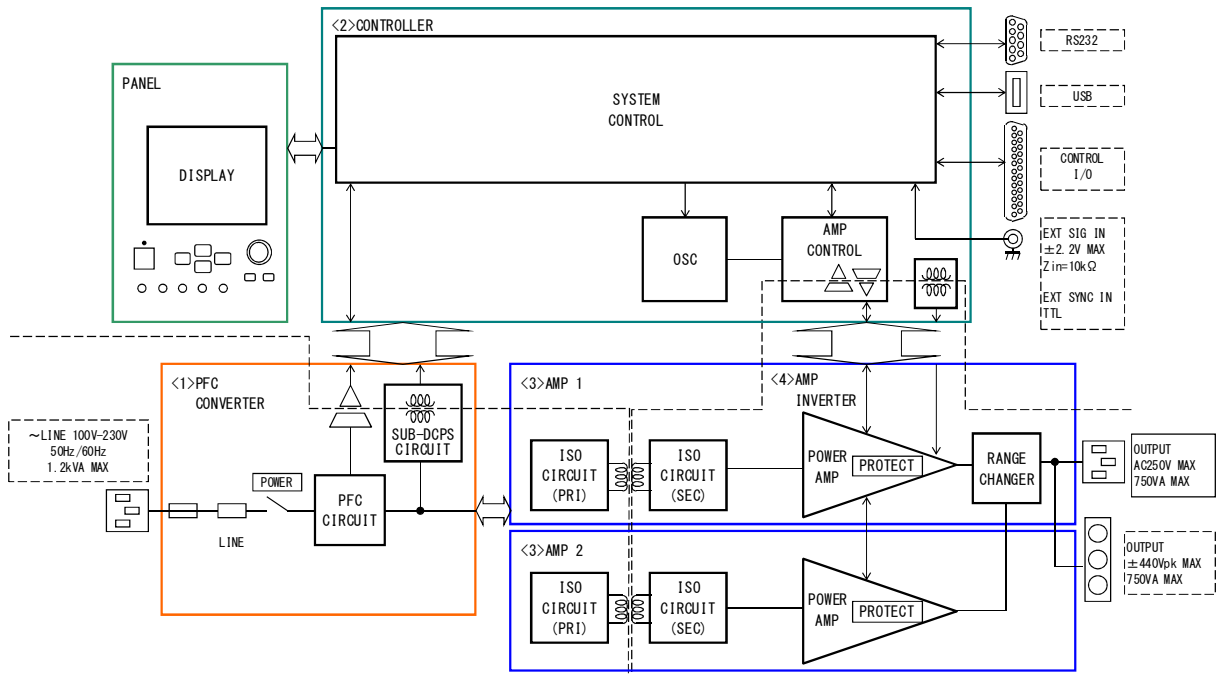 <2>CONTROLLER
SYSTEM
CONTROL
RS232
USB
CONTROL
I/O
PANEL
DISPLAY
OSC
AMP
CONTROL
EXT SIG IN
±2.2V MAX
Zin=10kΩ
EXT SYNC IN
TTL
<1>PFC
CONVERTER
SUB-DCPS
CIRCUIT
~LINE 100V-230V
50Hz/60Hz
1.2kVA MAX
POWER
PFC
CIRCUIT
LINE
<3>AMP 1
<4>AMP
INVERTER
ISO
CIRCUIT
(PRI)
ISO
CIRCUIT
(SEC)
POWER
AMP
PROTECT
RANGE
CHANGER
OUTPUT
AC250V MAX
750VA MAX
<3>AMP 2
ISO
CIRCUIT
(PRI)
ISO
CIRCUIT
(SEC)
POWER
AMP
PROTECT
OUTPUT
±440Vpk MAX
750VA MAX